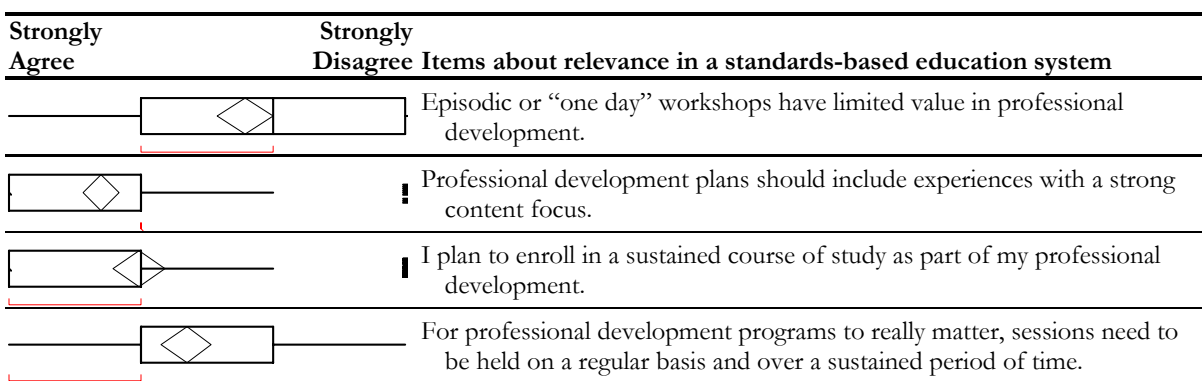 Strongly Agree
Strongly Disagree
Items about relevance in a standards-based education system
Episodic or “one day” workshops have limited value in professional
development.
Professional development plans should include experiences with a strong
content focus.
I plan to enroll in a sustained course of study as part of my professional
development.
For professional development programs to really matter, sessions need to
be held on a regular basis and over a sustained period of time.